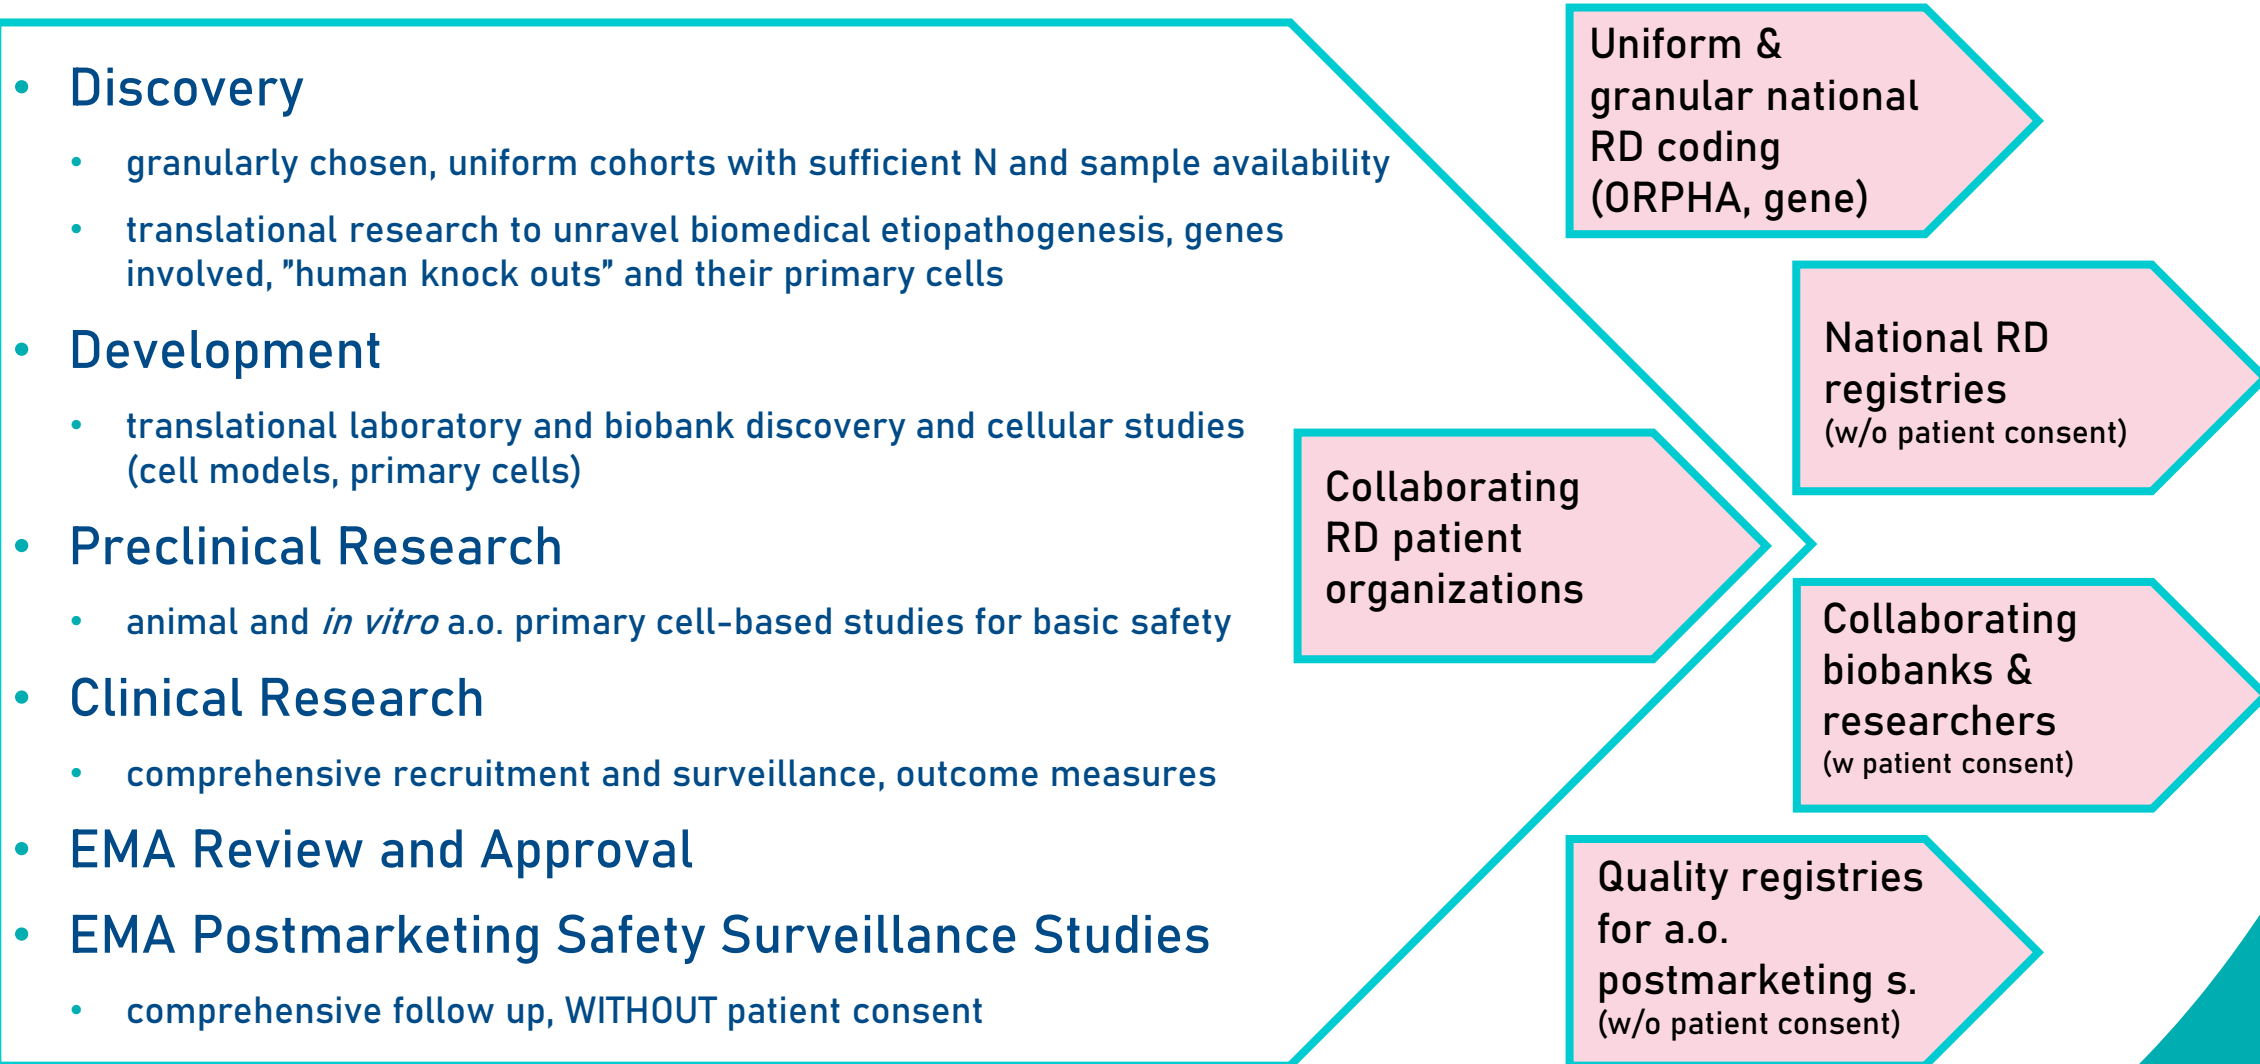 • Discovery
• granularly chosen, uniform cohorts with sufficient N and sample availability
• translational research to unravel biomedical etiopathogenesis, genes
involved, "human knock outs" and their primary cells
• Development
• translational laboratory and biobank discovery and cellular studies
(cell models, primary cells)
• Preclinical Research
• animal and in vitro a.o. primary cell-based studies for basic safety
• Clinical Research
• comprehensive recruitment and surveillance, outcome measures
• EMA Review and Approval
• EMA Postmarketing Safety Surveillance Studies
• comprehensive follow up, WITHOUT patient consent
Collaborating
RD patient
organizations
Uniform &
granular national
RD coding
(ORPHA, gene)
National RD
registries
(w/o patient consent)
Collaborating
biobanks &
researchers
(w patient consent)
Quality registries
for a.o.
postmarketing s.
(w/o patient consent)